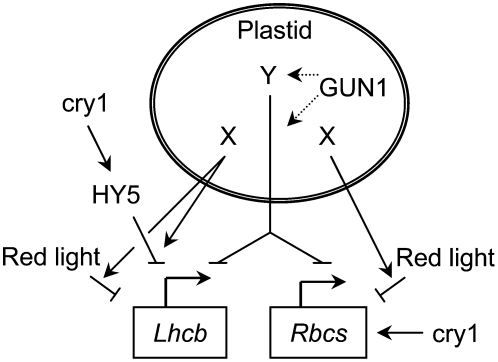 Plastid
Y
GUN1
cry1
X
X
HY5
Red light
Red light
Lhcb
Rbcs
cry1